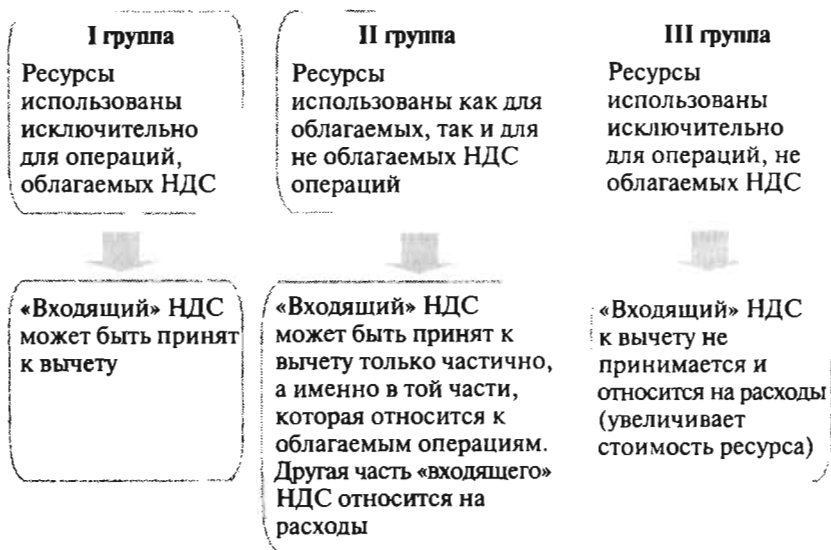 I группа
Ресурсы
использованы
исключительно
для операций,
облагаемых НДС
II группа
Ресурсы
использованы как для
облагаемых, так и для
не облагаемых НДС
операций
III группа
Ресурсы
использованы
исключительно
для операций, не
облагаемых НДС
«Входящий» НДС
может быть принят
к вычету
«Входящий» НДС
может быть принят к
вычету только частично,
а именно в той части,
которая относится к
облагаемым операциям.
Другая часть «входящего»
НДС относится на
расходы
«Входящий» НДС
к вычету не
принимается и
относится на расходы
(увеличивает
стоимость ресурса)